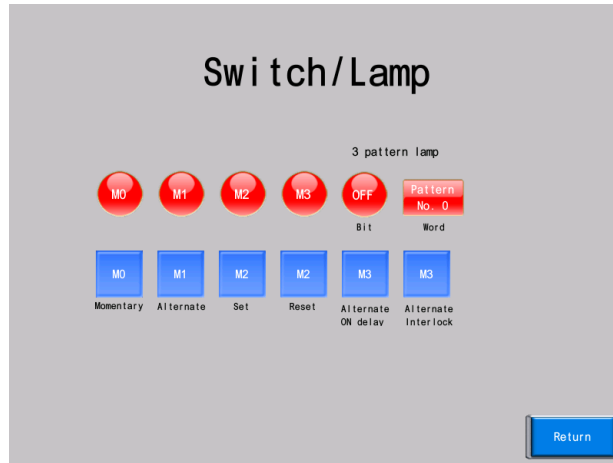 Switch/Lamp
3 pattern lamp
M0 M1 M2 M3 OFF Pattern
No. 0
Bit Word
M0 M1 M2 M2 M3 M3
Momentary Alternate Set Reset Alternate Alternate
ON delay Interlock
Return